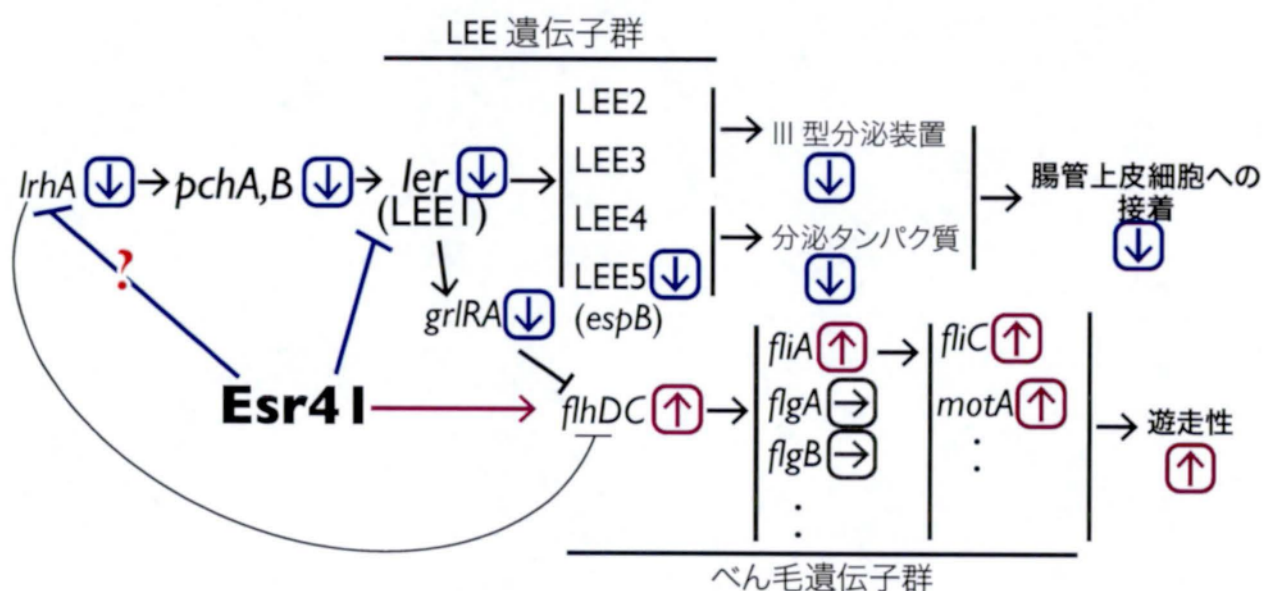 LEE 遺伝子群
LEE2
LEE3
LEE4
LEE5
(espB)
lrhA
pchA,B
ler
(LEE1)
grlRA
III 型分泌装置
分泌タンパク質
腸管上皮細胞への
接着
?
Esr41
flhDC
fliA
flgA
flgB
fliC
motA
遊走性
べん毛遺伝子群